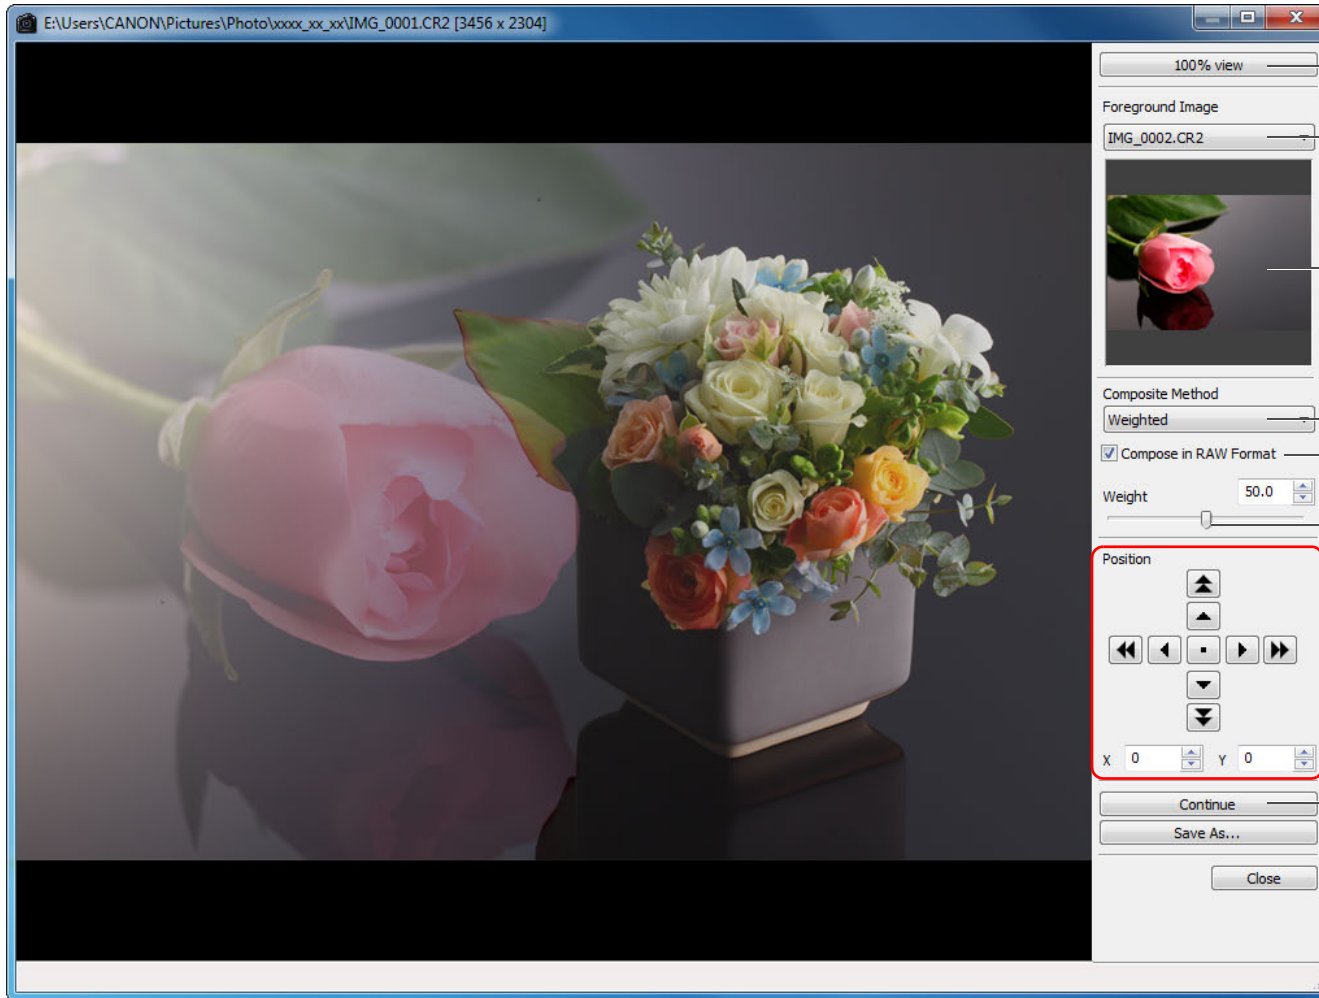 E:\Users\CANON\Pictures\Photo\xxxx_xx_xx\IMG_0001.CR2 [3456 x 2304]
100% view
Foreground Image
IMG_0002.CR2
Composite Method
Weighted
Compose in RAW Format
Weight 50.0
Position
X 0 Y 0
Continue
Save As...
Close